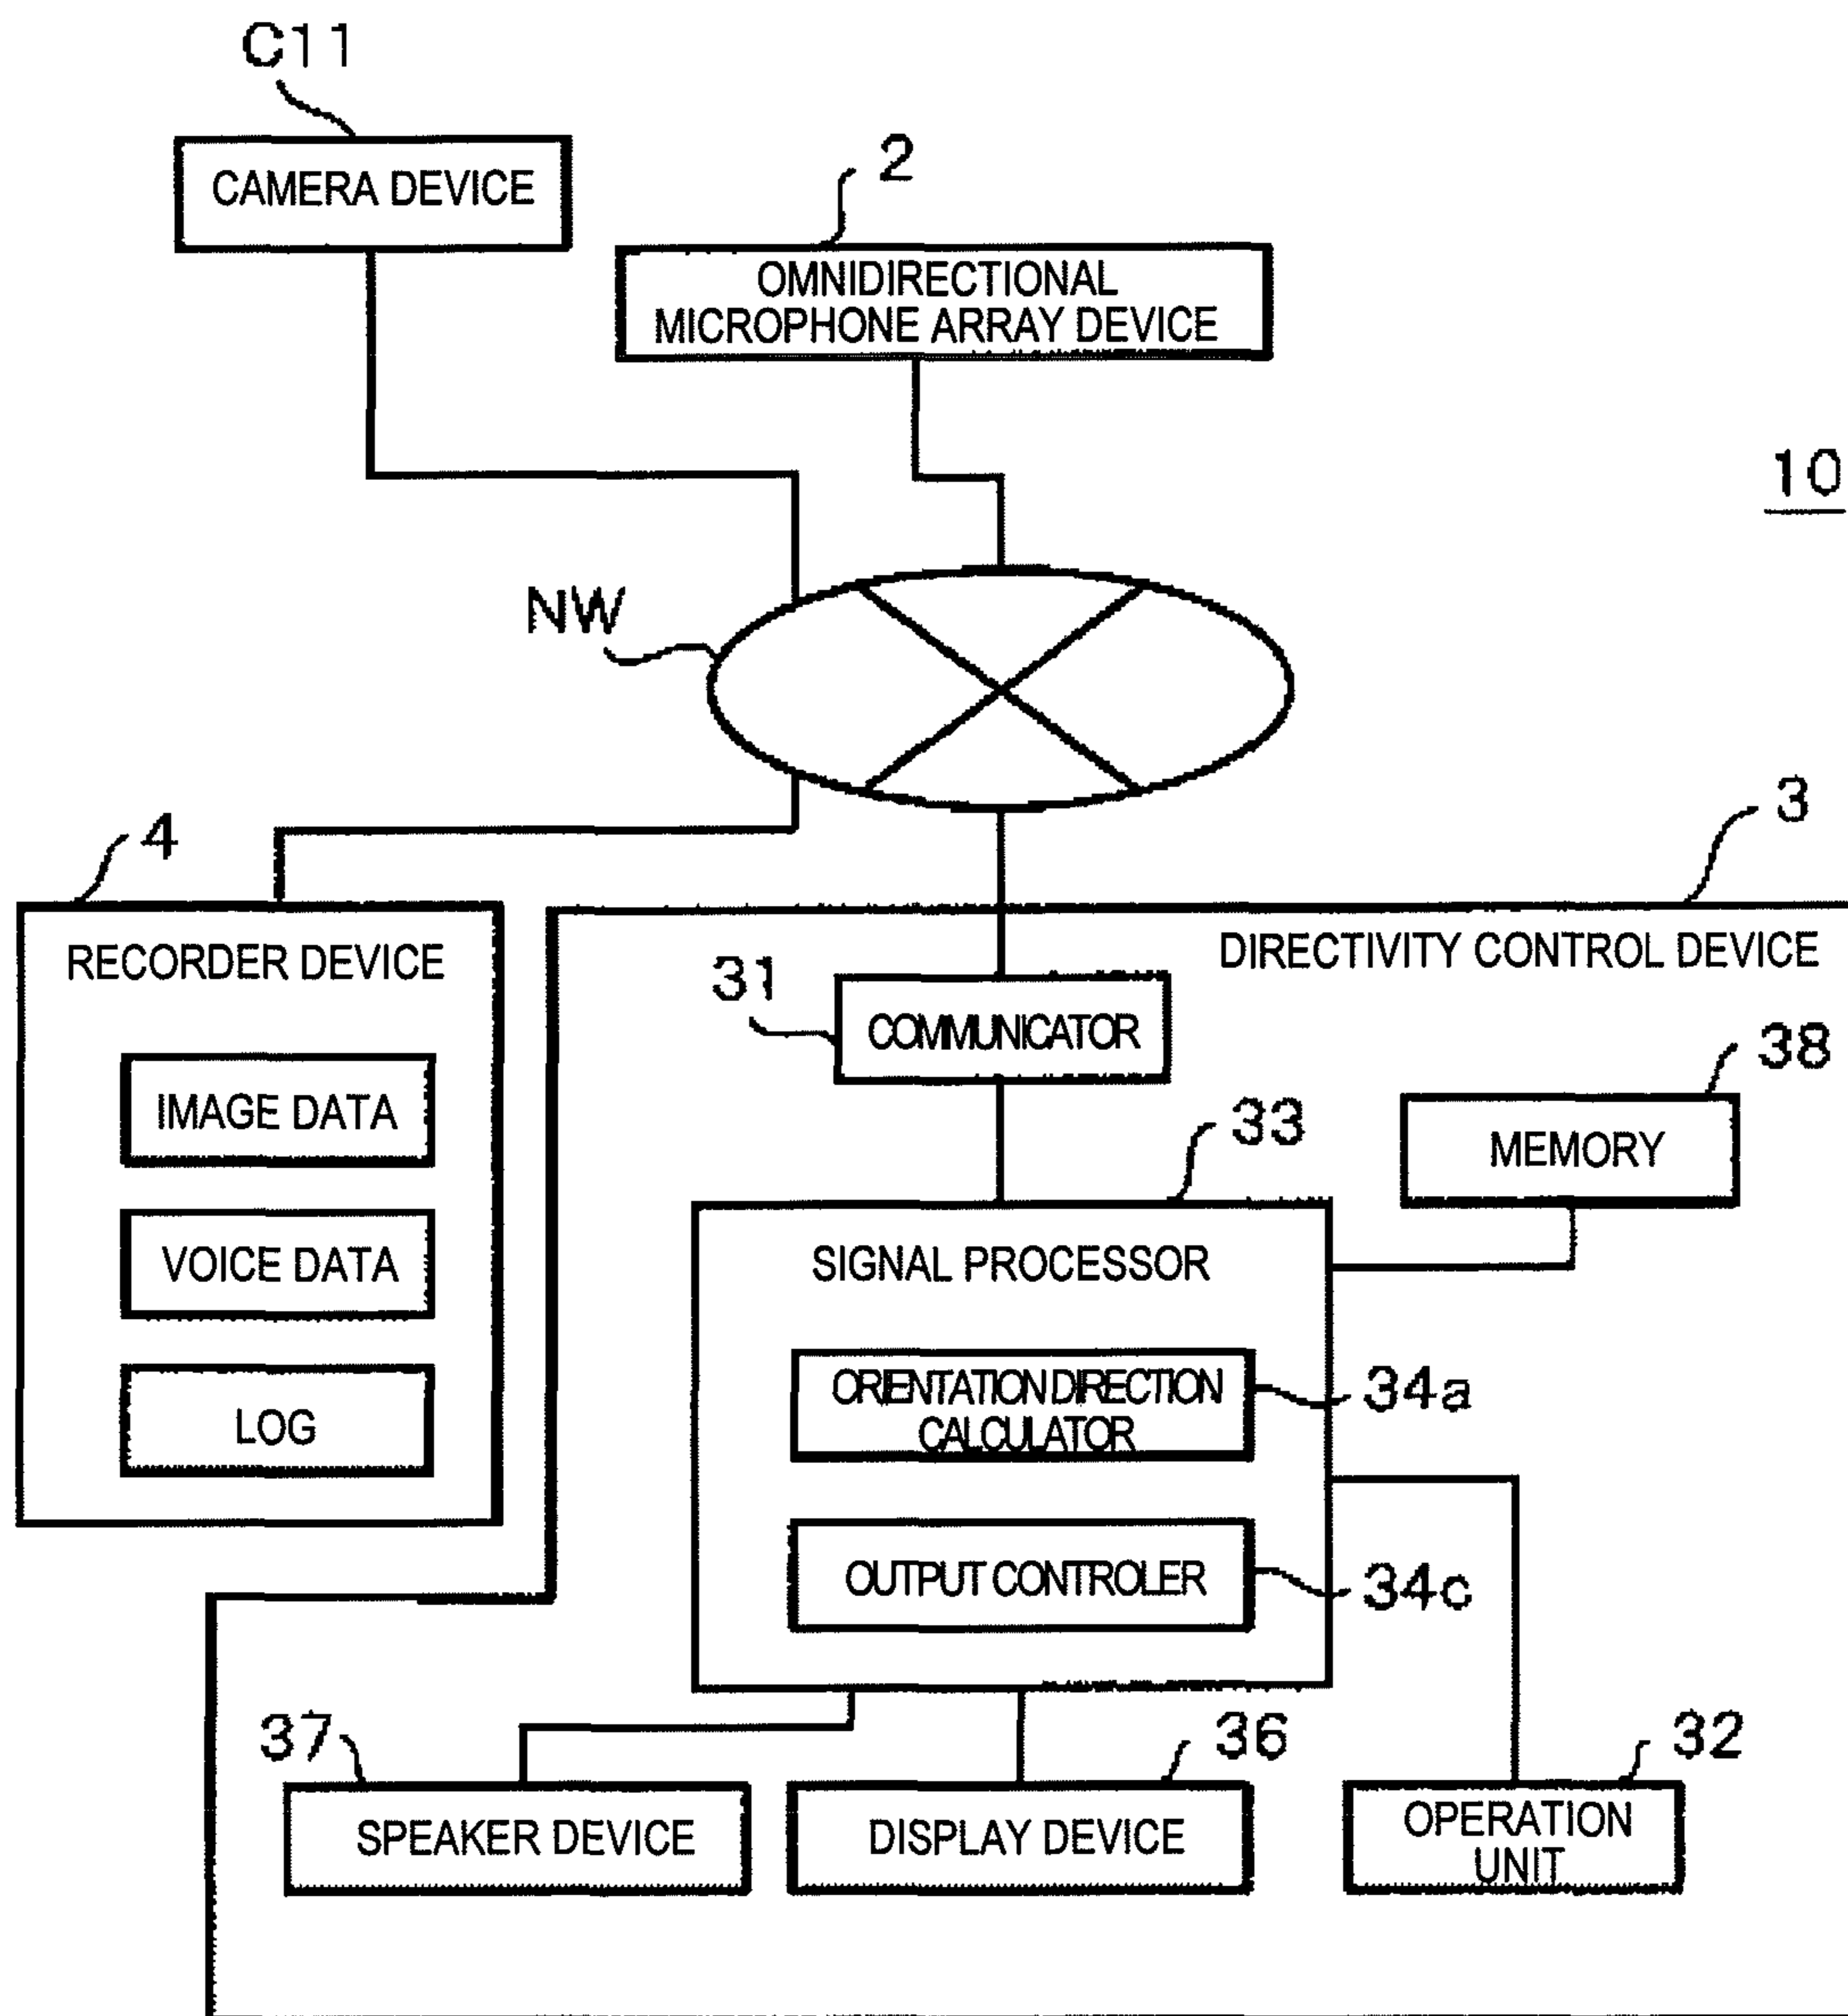 C11
CAMERA DEVICE
2
OMNIDIRECTIONAL
MICROPHONE ARRAY DEVICE
10
NW
4
3
RECORDER DEVICE
DIRECTIVITY CONTROL DEVICE
31
COMMUNICATOR
38
MEMORY
IMAGE DATA
33
VOICE DATA
SIGNAL PROCESSOR
LOG
ORIENTATION DIRECTION
CALCULATOR
34a
OUTPUT CONTROLER
34c
37
36
32
SPEAKER DEVICE
DISPLAY DEVICE
OPERATION
UNIT